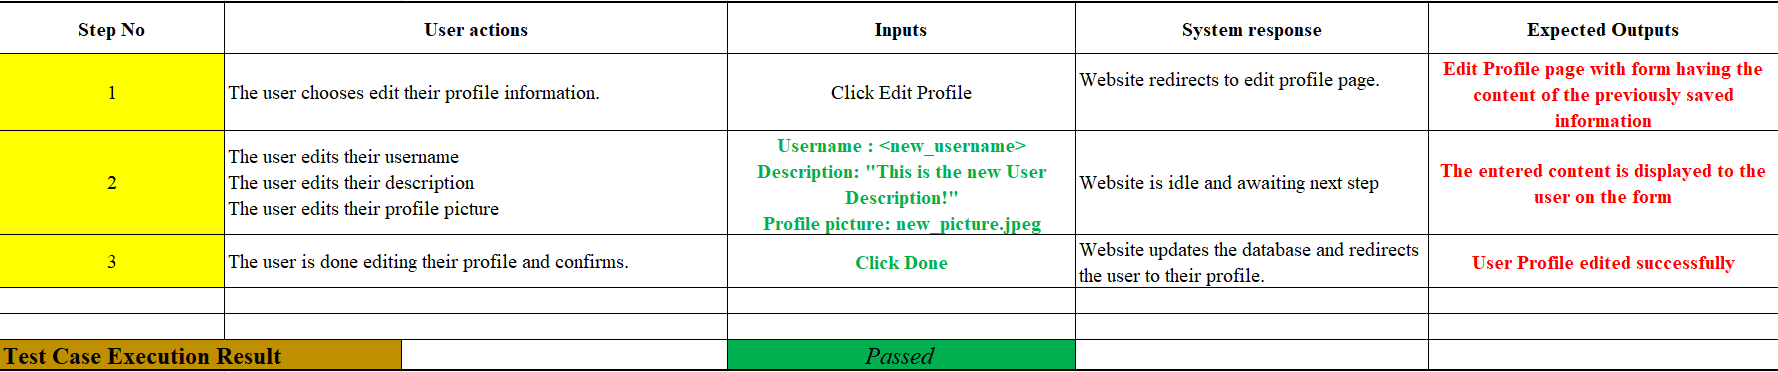 Step No
User actions
Inputs
System response
Expected Outputs
1
The user chooses edit their profile information.
Click Edit Profile
Website redirects to edit profile page.
Edit Profile page with form having the
content of the previously saved
information
2
The user edits their username
The user edits their description
The user edits their profile picture
Username : <new_username>
Description: "This is the new User
Description!"
Profile picture: new_picture.jpeg
Website is idle and awaiting next step
The entered content is displayed to the
user on the form
3
The user is done editing their profile and confirms.
Click Done
Website updates the database and redirects
the user to their profile.
User Profile edited successfully
Test Case Execution Result
Passed